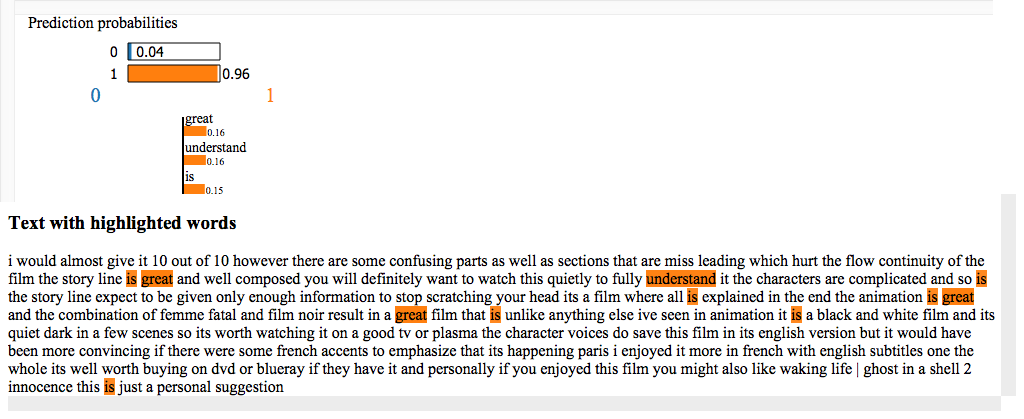 Prediction probabilities
0 0.04
1 0.96
0 1
great
0.16
understand
0.16
is
0.15
Text with highlighted words
i would almost give it 10 out of 10 however there are some confusing parts as well as sections that are miss leading which hurt the flow continuity of the
film the story line is great and well composed you will definitely want to watch this quietly to fully understand it the characters are complicated and so is
the story line expect to be given only enough information to stop scratching your head its a film where all is explained in the end the animation is great
and the combination of femme fatal and film noir result in a great film that is unlike anything else ive seen in animation it is a black and white film and its
quiet dark in a few scenes so its worth watching it on a good tv or plasma the character voices do save this film in its english version but it would have
been more convincing if there were some french accents to emphasize that its happening paris i enjoyed it more in french with english subtitles one the
whole its well worth buying on dvd or blueray if they have it and personally if you enjoyed this film you might also like waking life | ghost in a shell 2
innocence this is just a personal suggestion